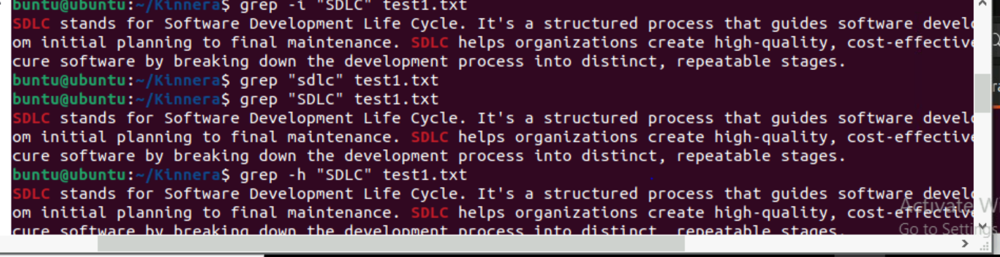 buntu@ubuntu:~/Kinnera$ grep -i "SDLC" test1.txt
SDLC stands for Software Development Life Cycle. It's a structured process that guides software develo
om initial planning to final maintenance. SDLC helps organizations create high-quality, cost-effective
cure software by breaking down the development process into distinct, repeatable stages.
buntu@ubuntu:~/Kinnera$ grep "sdlc" test1.txt
buntu@ubuntu:~/Kinnera$ grep "SDLC" test1.txt
SDLC stands for Software Development Life Cycle. It's a structured process that guides software develo
om initial planning to final maintenance. SDLC helps organizations create high-quality, cost-effective
cure software by breaking down the development process into distinct, repeatable stages.
buntu@ubuntu:~/Kinnera$ grep -h "SDLC" test1.txt
SDLC stands for Software Development Life Cycle. It's a structured process that guides software develo
om initial planning to final maintenance. SDLC helps organizations create high-quality, cost-effective
cure software by breaking down the development process into distinct, repeatable stages.
Activate W
Go to Settings